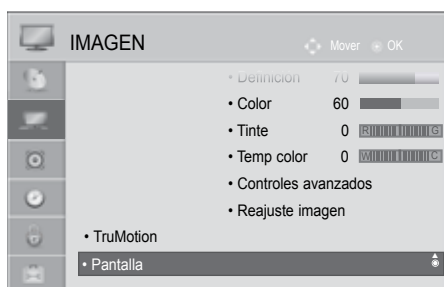 IMAGEN Mover OK
• Definición 70
• Color 60
• Tinte 0 R G
• Temp color 0 W C
• Controles avanzados
• Reajuste imagen
• TruMotion
• Pantalla